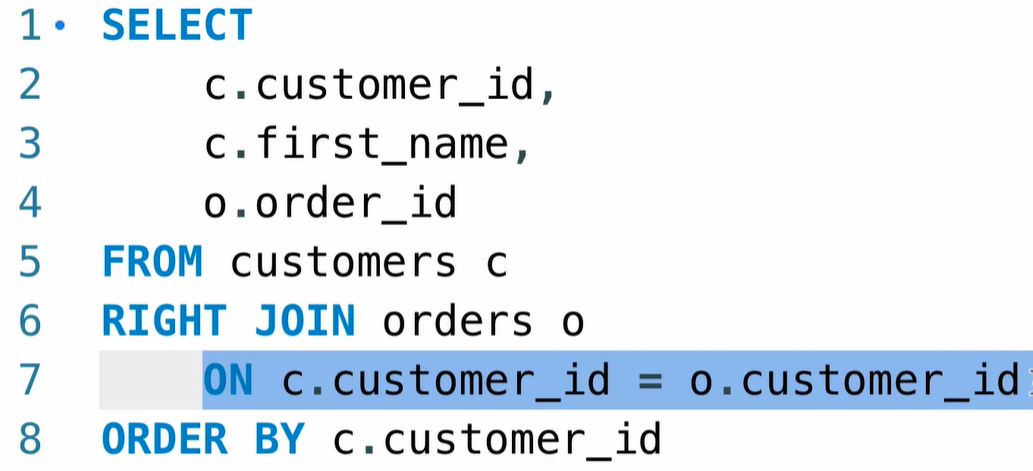 1 SELECT
2 c.customer_id,
3 c.first_name,
4 o.order_id
5 FROM customers c
6 RIGHT JOIN orders o
7 ON c.customer_id = o.customer_id
8 ORDER BY c.customer_id